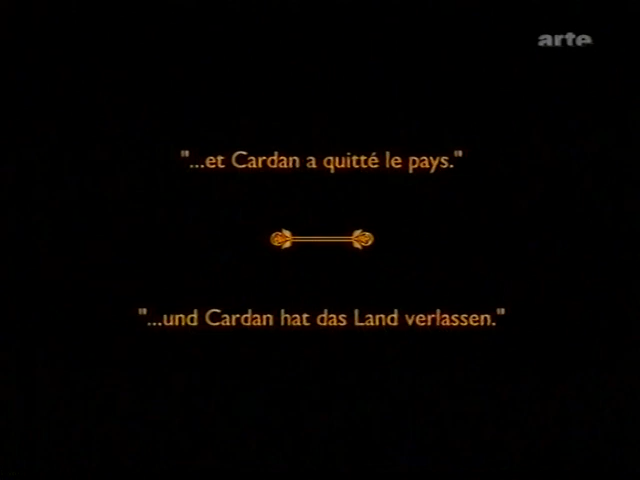 arte
"...et Cardan a quitté le pays."
"...und Cardan hat das Land verlassen."